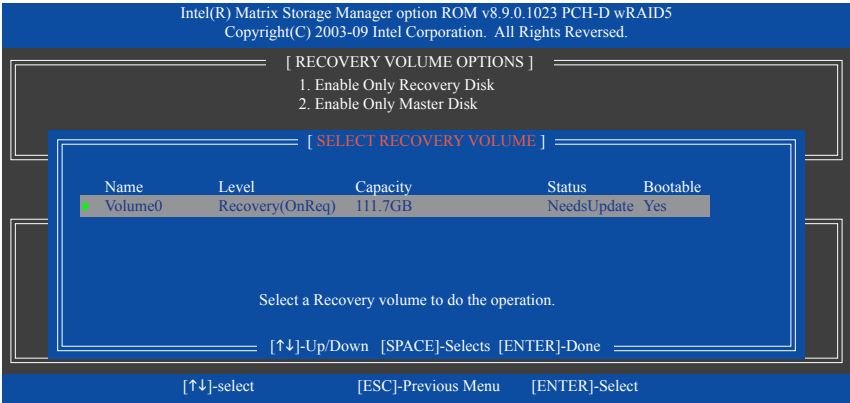 Intel(R) Matrix Storage Manager option ROM v8.9.0.1023 PCH-D wRAID5
Copyright(C) 2003-09 Intel Corporation. All Rights Reversed.
[ RECOVERY VOLUME OPTIONS ]
1. Enable Only Recovery Disk
2. Enable Only Master Disk
[ SELECT RECOVERY VOLUME ]
Name Level Capacity Status Bootable
Volume0 Recovery(OnReq) 111.7GB NeedsUpdate Yes
Select a Recovery volume to do the operation.
[↑↓]-Up/Down [SPACE]-Selects [ENTER]-Done
[↑↓]-select [ESC]-Previous Menu [ENTER]-Select